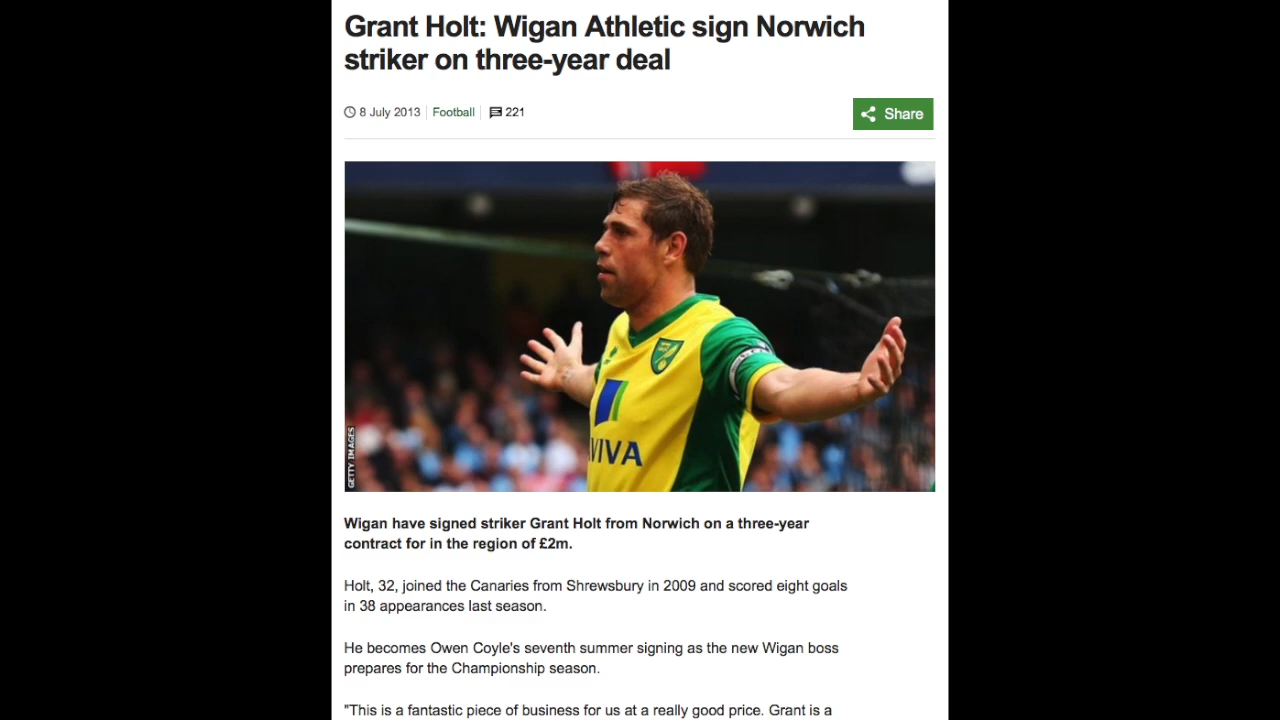 Grant Holt: Wigan Athletic sign Norwich
striker on three-year deal
8 July 2013 Football 221
Share
VIVA
GETTY IMAGES
Wigan have signed striker Grant Holt from Norwich on a three-year
contract for in the region of £2m.
Holt, 32, joined the Canaries from Shrewsbury in 2009 and scored eight goals
in 38 appearances last season.
He becomes Owen Coyle's seventh summer signing as the new Wigan boss
prepares for the Championship season.
"This is a fantastic piece of business for us at a really good price. Grant is a